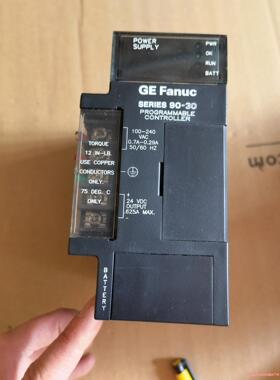 POWER
SUPPLY
PWR
OK
RUN
BATT
GE Fanuc
SERIES 90-30
PROGRAMMABLE
CONTROLLER
100-240
VAC
0.7A-0.29A
50/60 HZ
TORQUE
12 IN-LB.
USE COPPER
CONDUCTORS
ONLY.
75 DEG. C
ONLY.
+
24 VDC
OUTPUT
.625A MAX.
-
BATTERY